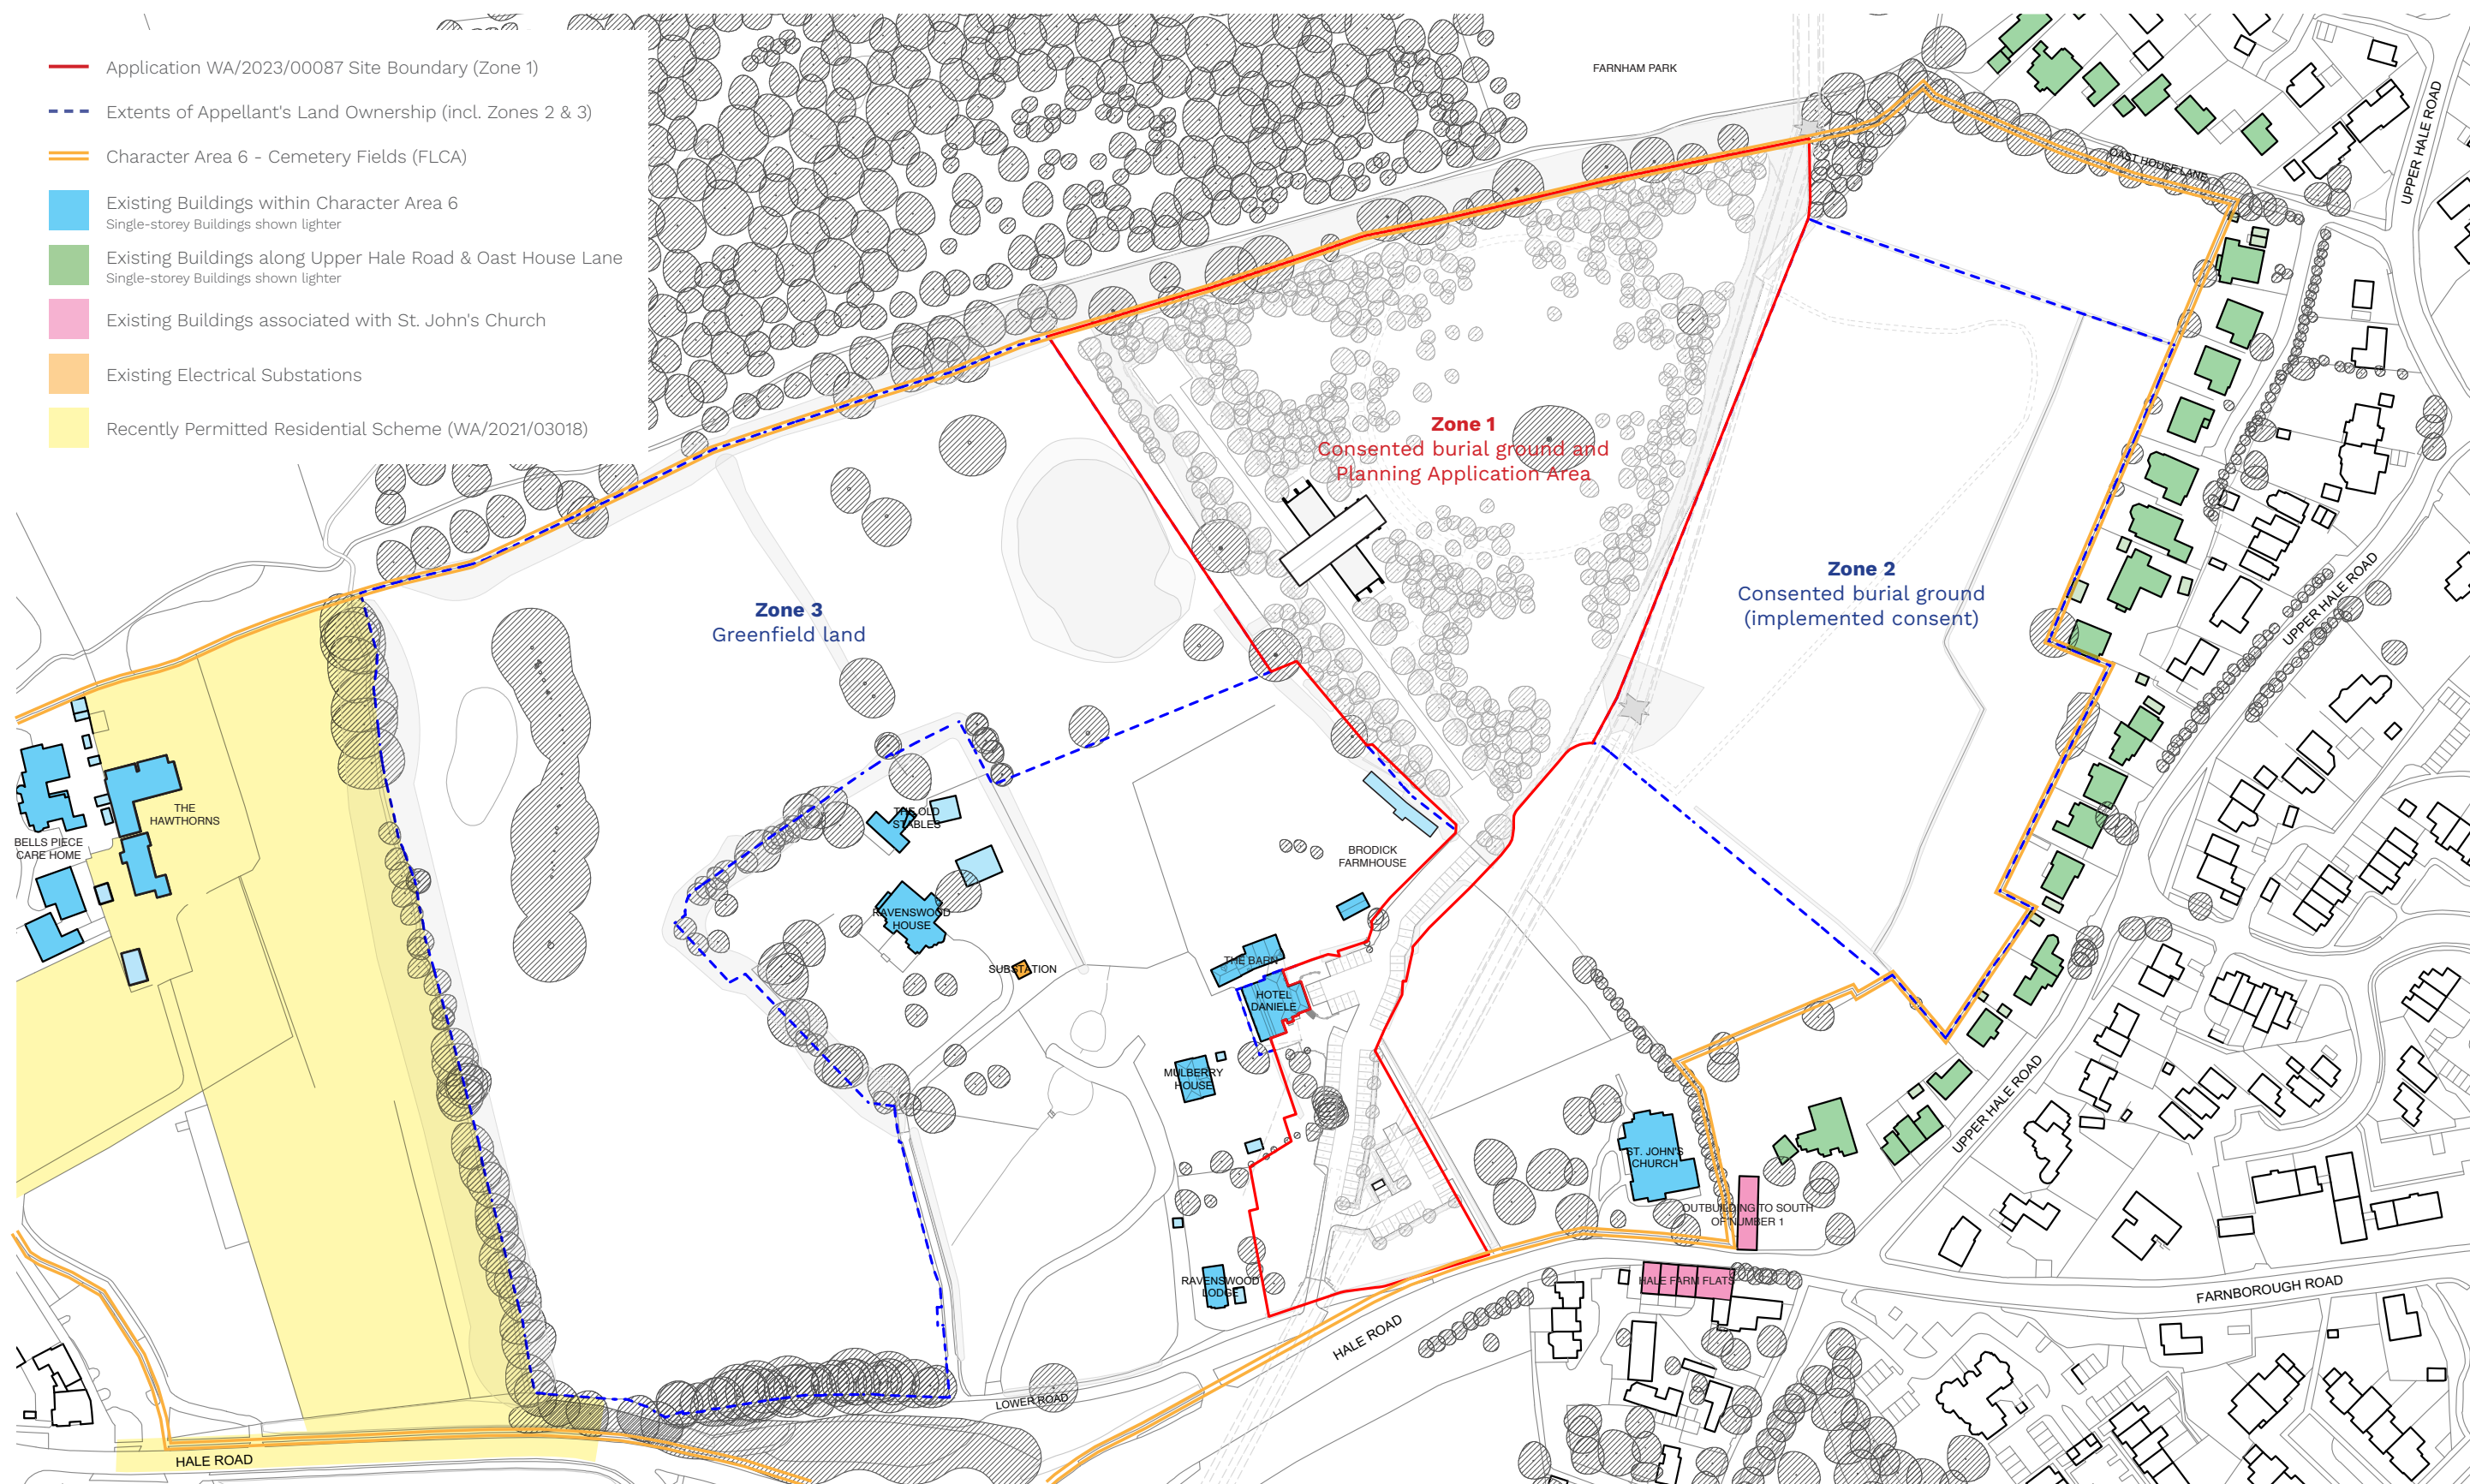 Application WA/2023/00087 Site Boundary (Zone 1)
Extents of Appellant's Land Ownership (incl. Zones 2 & 3)
Character Area 6 - Cemetery Fields (FLCA)
Existing Buildings within Character Area 6
Single-storey Buildings shown lighter
Existing Buildings along Upper Hale Road & Oast House Lane
Single-storey Buildings shown lighter
Existing Buildings associated with St. John's Church
Existing Electrical Substations
Recently Permitted Residential Scheme (WA/2021/03018)
FARNHAM PARK
UPPER HALE ROAD
OAST HOUSE LANE
Zone 1
Consented burial ground and
Planning Application Area
Zone 2
Consented burial ground
(implemented consent)
Zone 3
Greenfield land
UPPER HALE ROAD
THE
HAWTHORNS
BELLS PIECE
CARE HOME
THE OLD
STABLES
BRODICK
FARMHOUSE
RAVENSWOOD
HOUSE
SUBSTATION
THE BARN
HOTEL
DANIELE
MULBERRY
HOUSE
UPPER HALE ROAD
ST. JOHN'S
CHURCH
OUTBUILDING TO SOUTH
OF NUMBER 1
RAVENSWOOD
LODGE
HALE FARM FLATS
FARNBOROUGH ROAD
HALE ROAD
LOWER ROAD
HALE ROAD